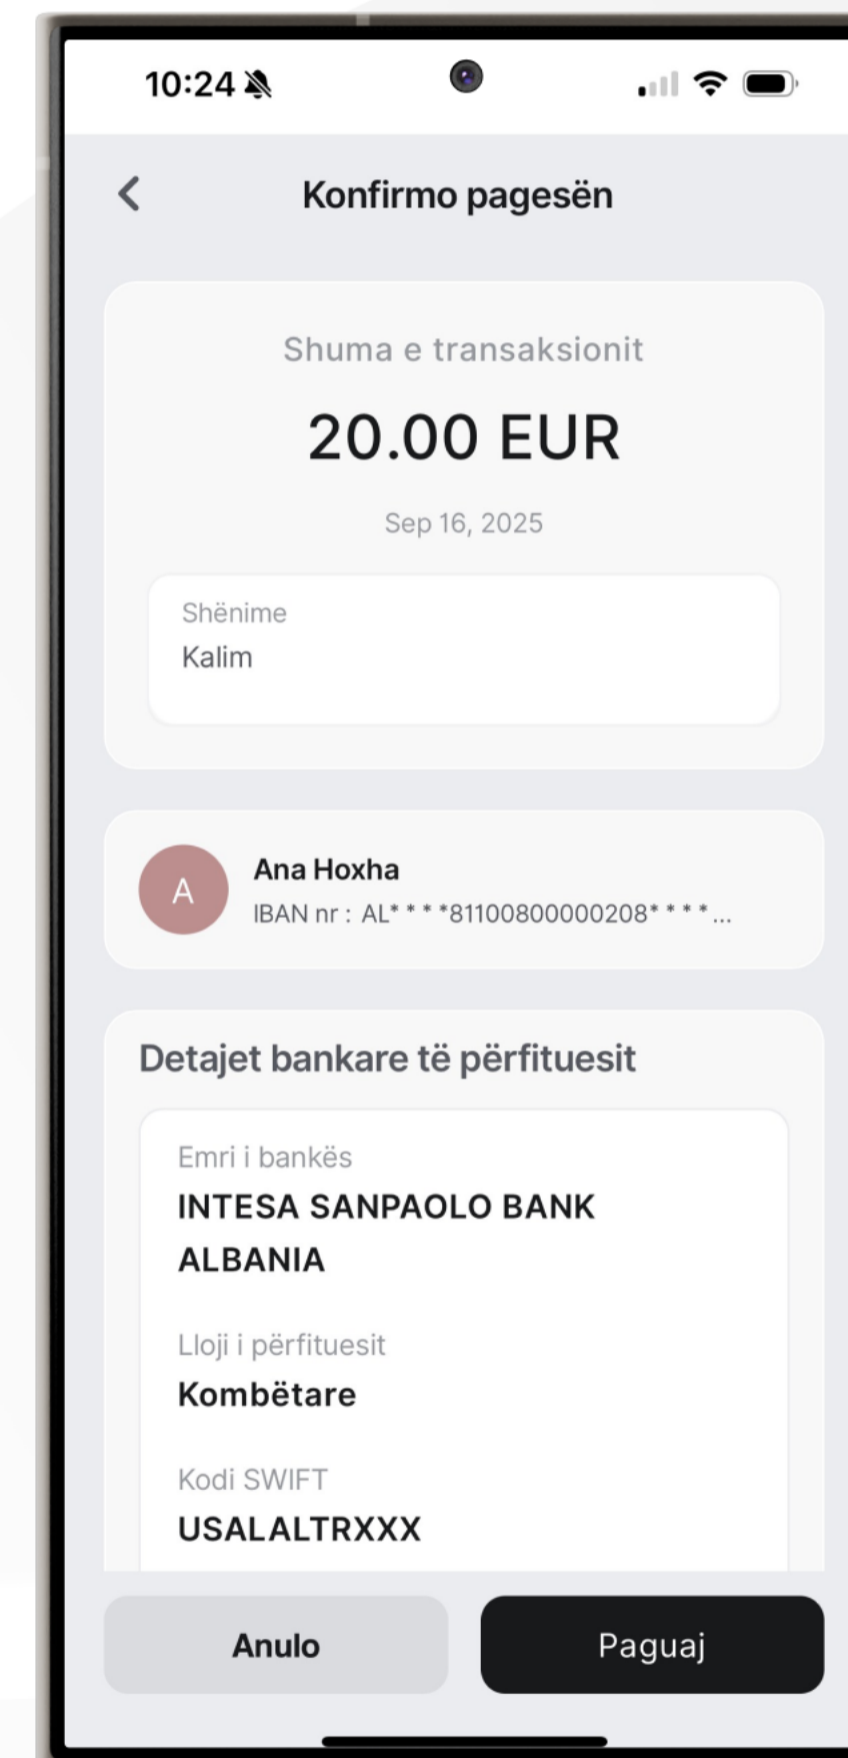 10:24
Konfirmo pagesën
Shuma e transaksionit
20.00 EUR
Sep 16, 2025
Shënime
Kalim
A
Ana Hoxha
IBAN nr : AL* * * *81100800000208* * * * ...
Detajet bankare të përfituesit
Emri i bankës
INTESA SANPAOLO BANK
ALBANIA
Lloji i përfituesit
Kombëtare
Kodi SWIFT
USALALTRXXX
Anulo
Paguaj